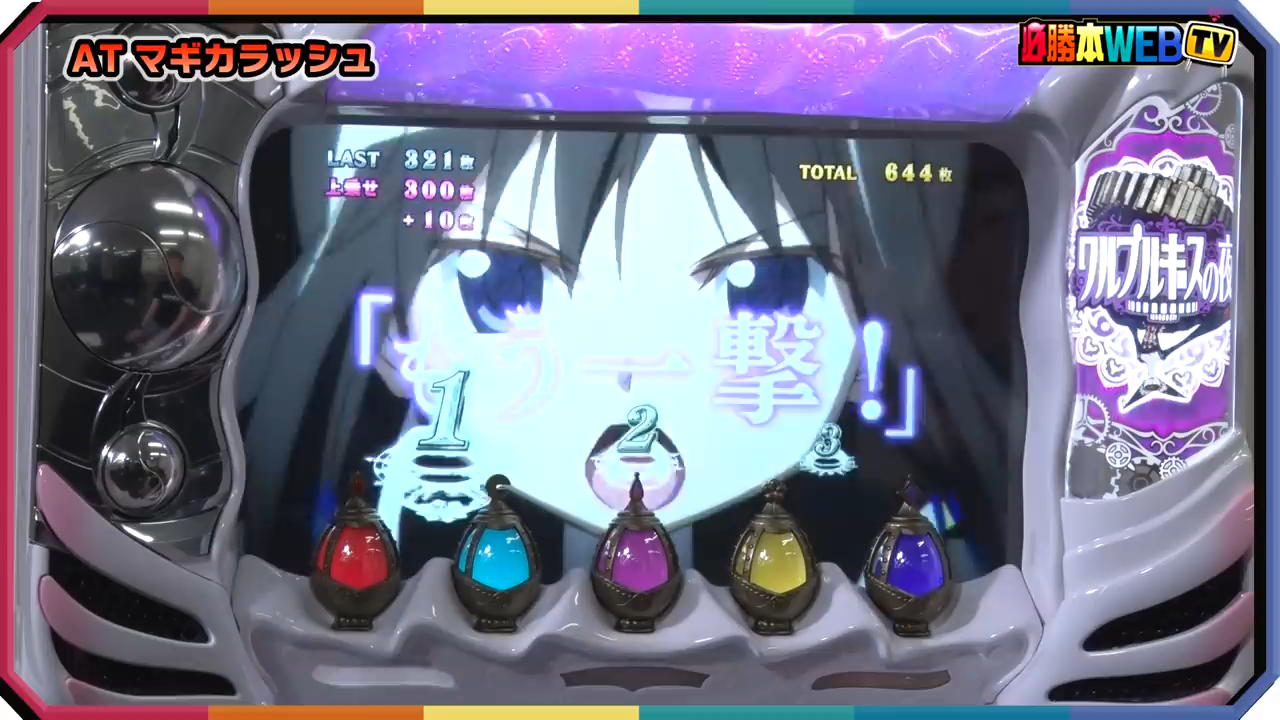 AT マギカラッシュ
必勝本WEBTV
LAST 321枚
上乗せ 300枚
+10枚
TOTAL 644枚
「もう一撃！」
1 2 3
ワルプルギスの夜